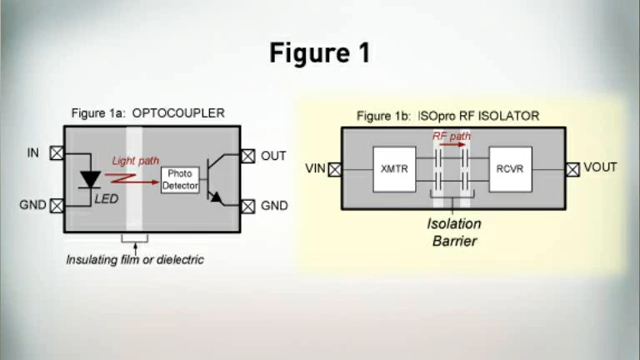 Figure 1
Figure 1a: OPTOCOUPLER
IN
GND
Light path
LED
Photo
Detector
OUT
GND
Insulating film or dielectric
Figure 1b: ISOpro RF ISOLATOR
RF path
VIN
XMTR
RCVR
VOUT
Isolation
Barrier